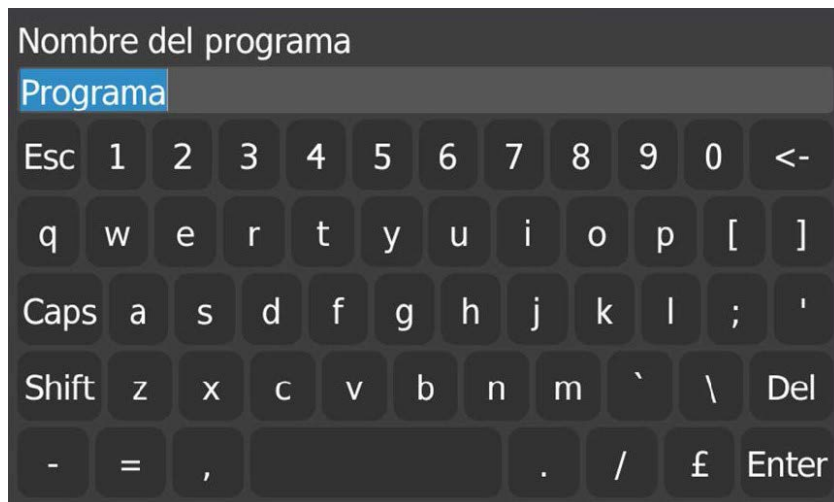 Nombre del programa
Programa
Esc 1 2 3 4 5 6 7 8 9 0 <-
q w e r t y u i o p [ ]
Caps a s d f g h j k l ; '
Shift z x c v b n m ` \ Del
- = , . / £ Enter